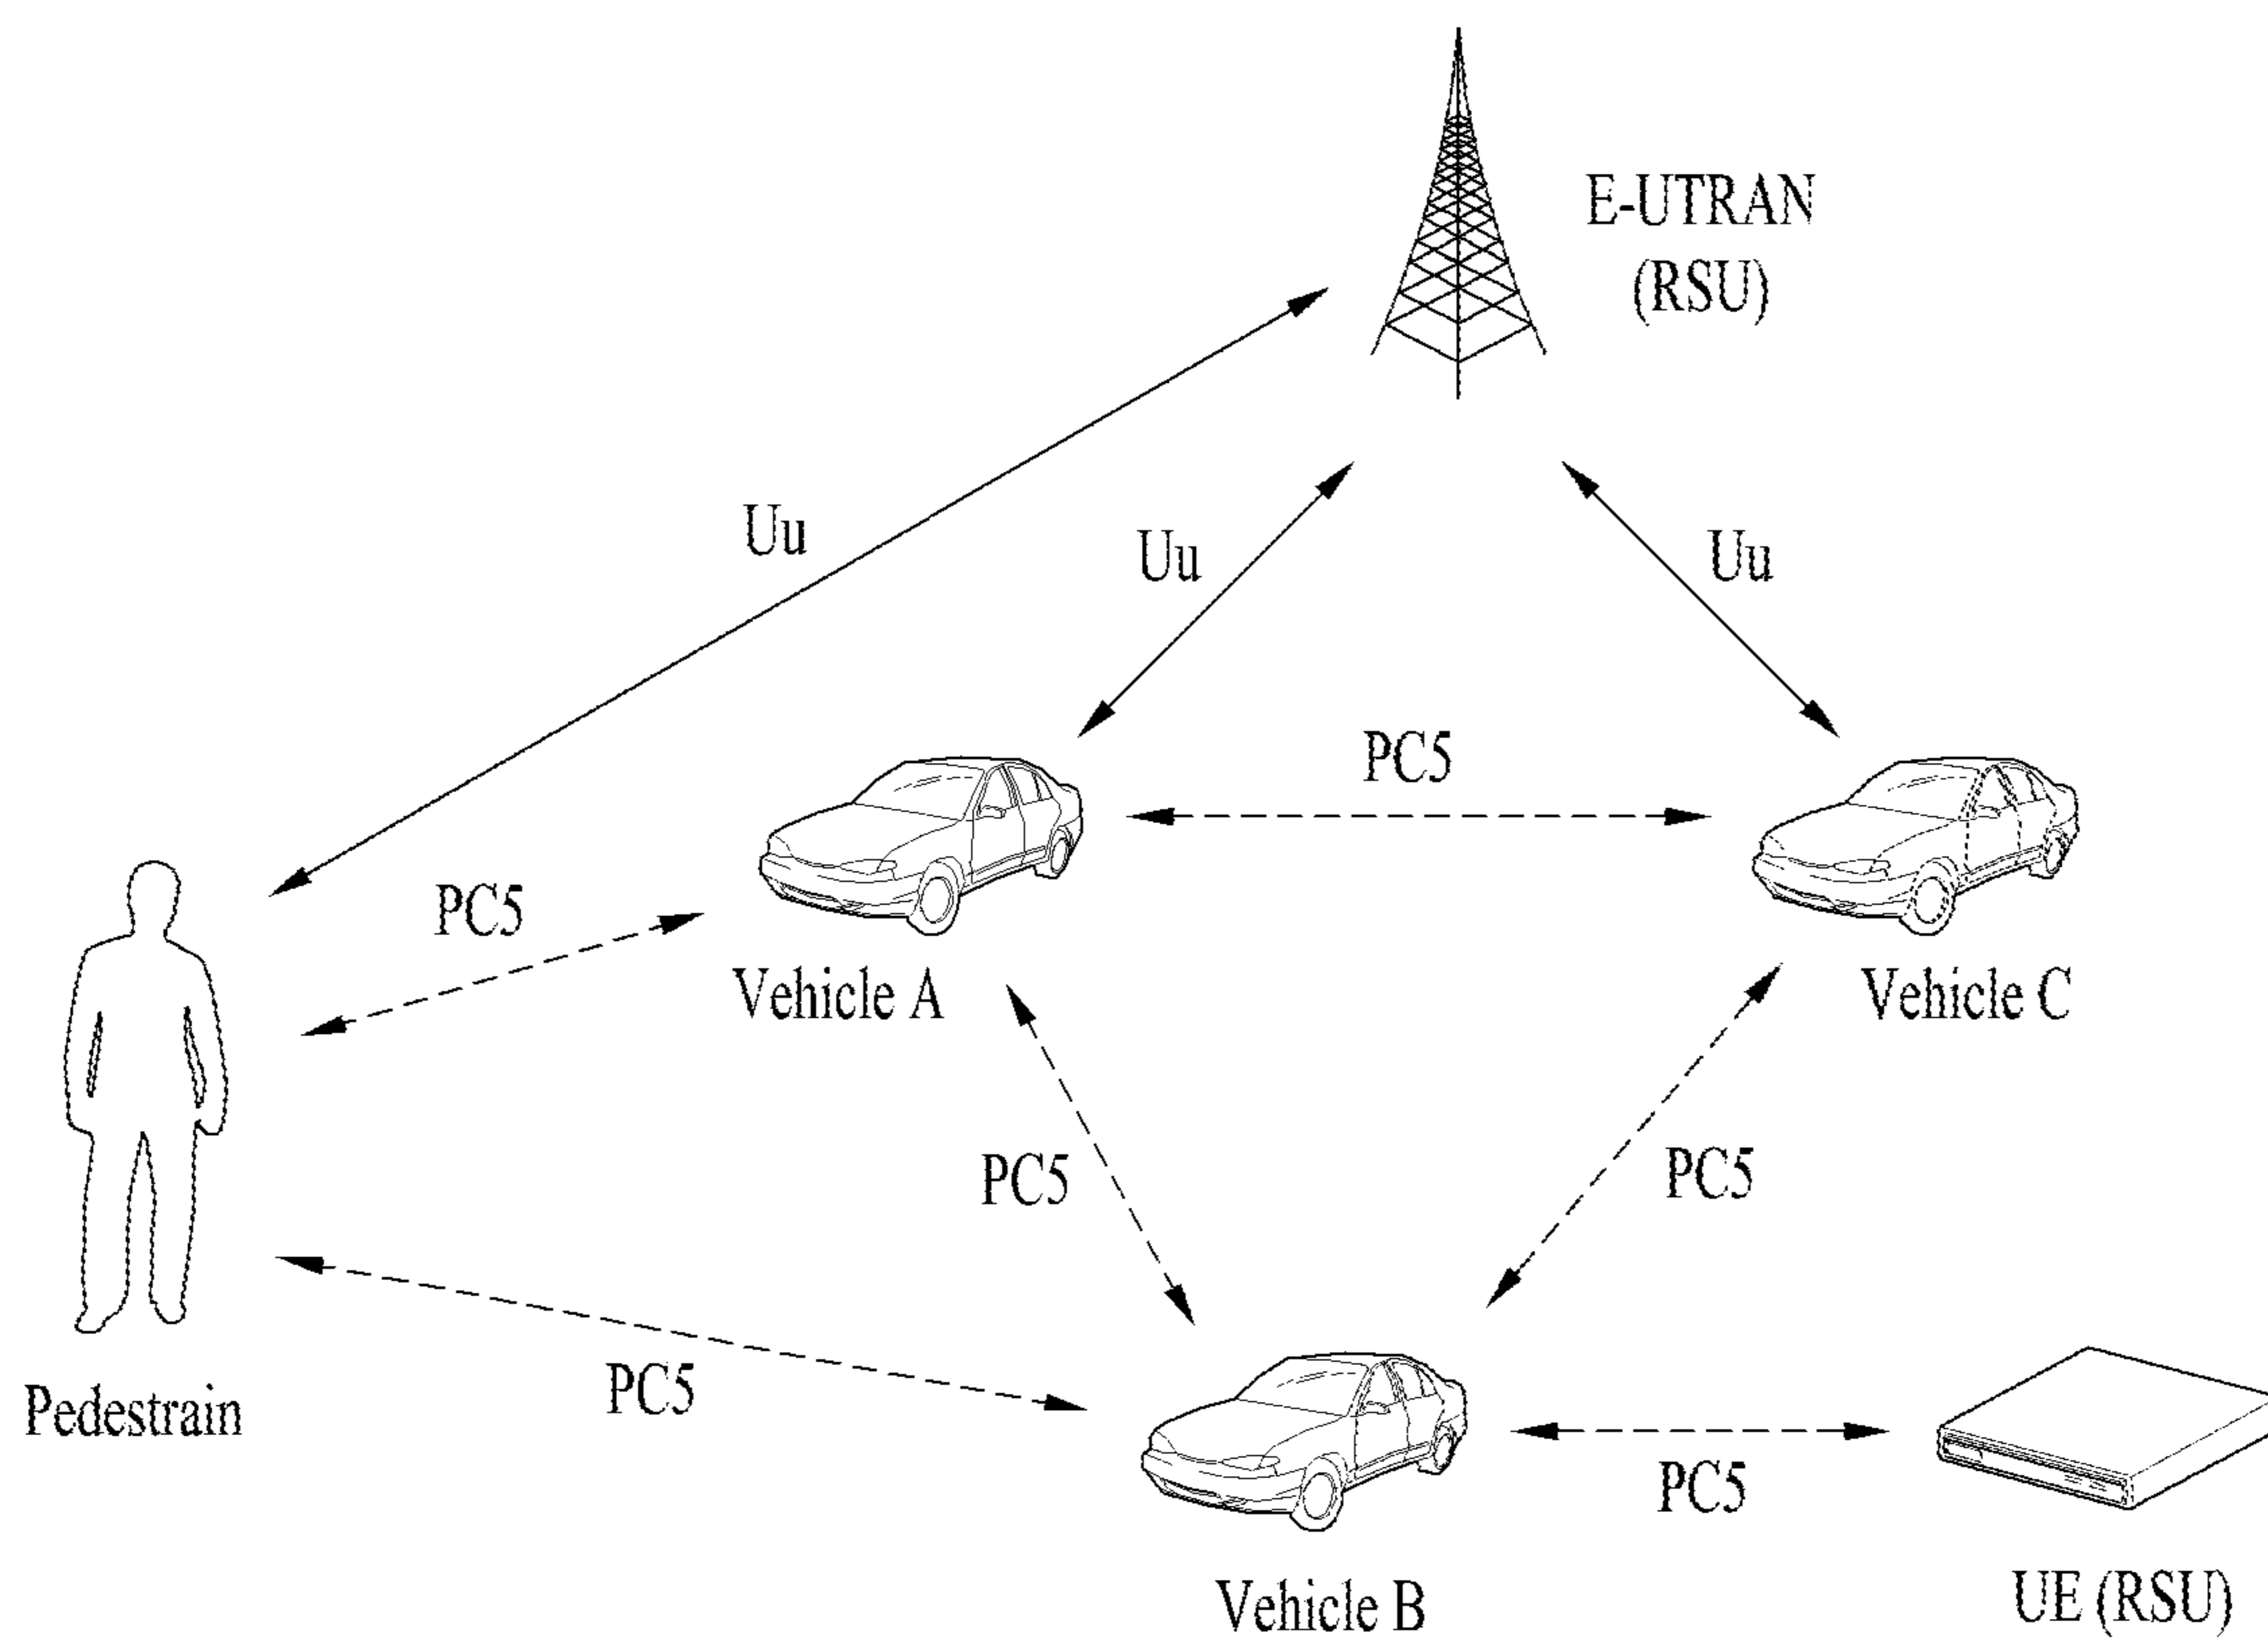 E-UTRAN
(RSU)
Uu
Uu
Uu
PC5
PC5
Vehicle A
Vehicle C
PC5
PC5
PC5
Pedestrain
PC5
Vehicle B
UE (RSU)